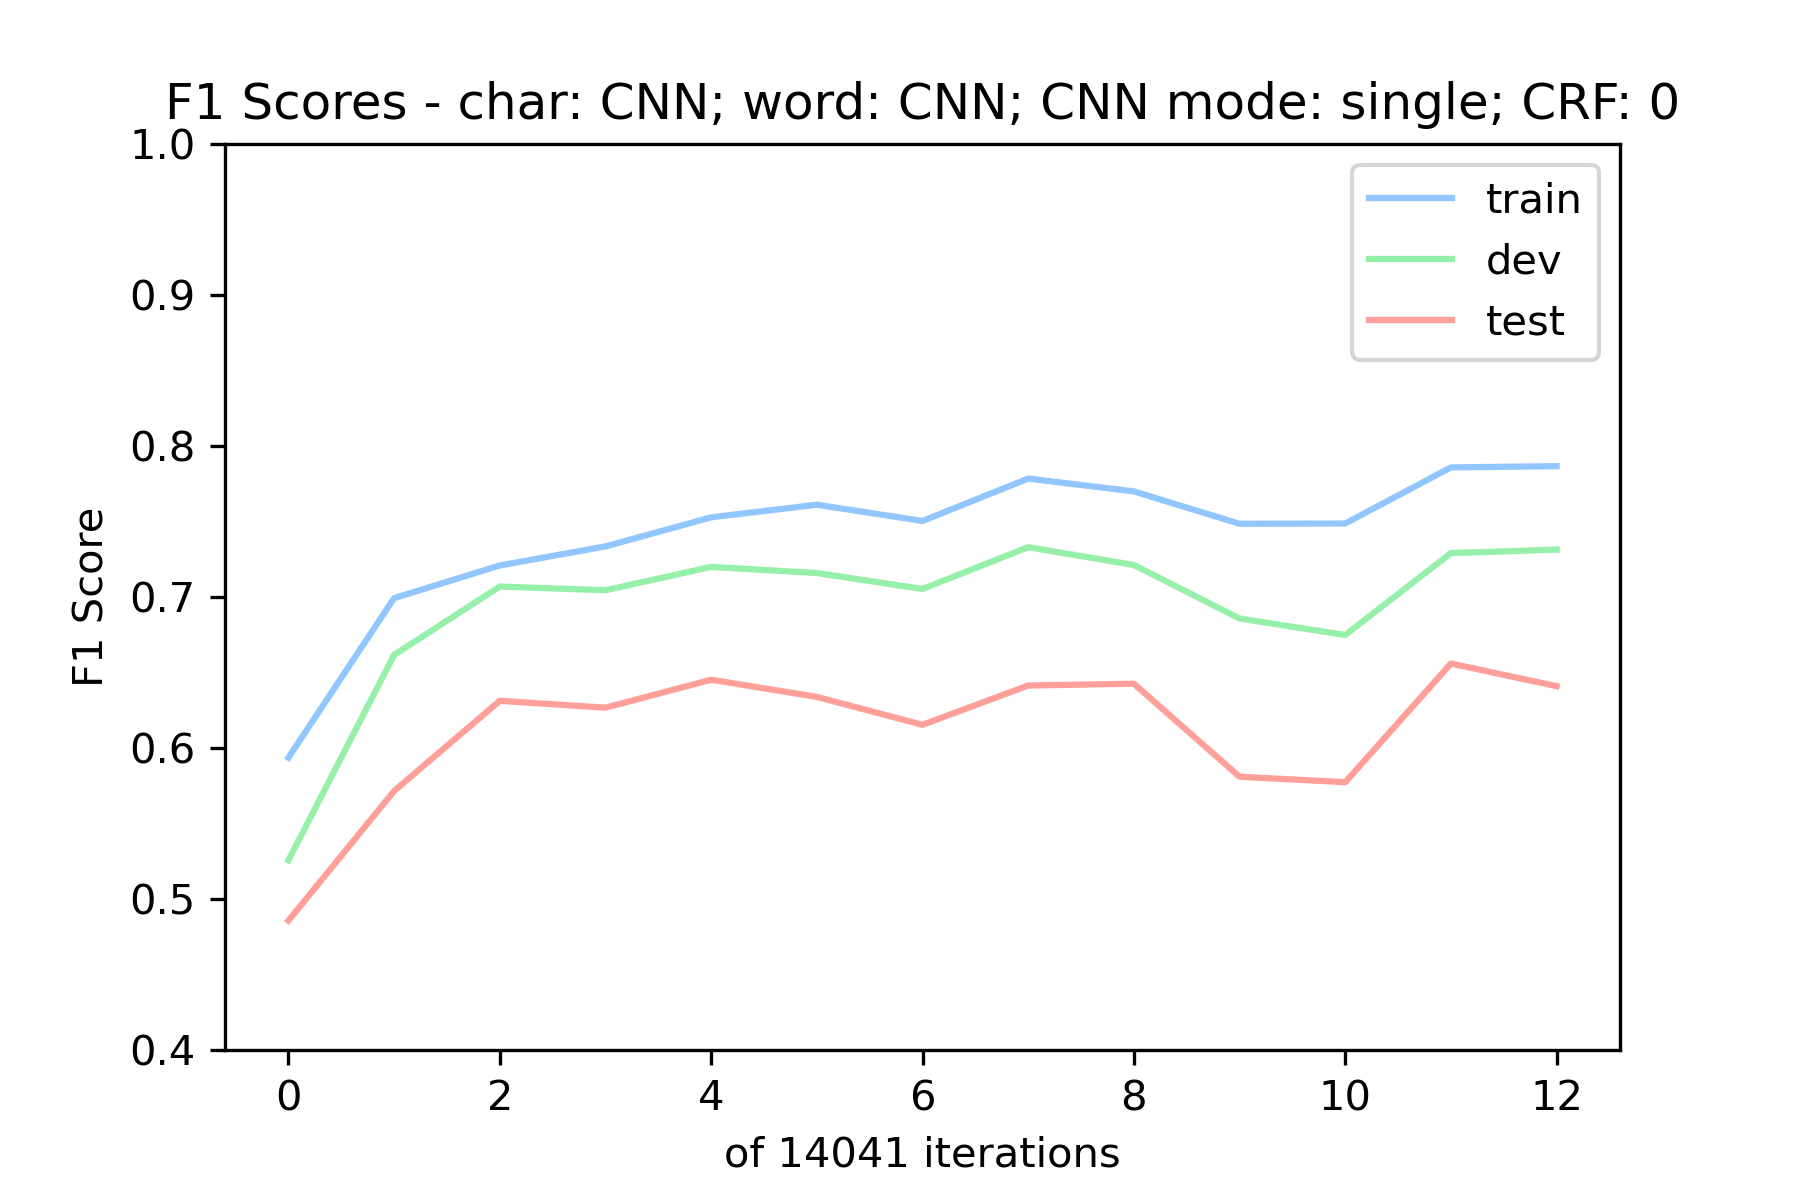 F1 Scores - char: CNN; word: CNN; CNN mode: single; CRF: 0
1.0
0.9
0.8
0.7
0.6
0.5
0.4
F1 Score
train
dev
test
0 2 4 6 8 10 12
of 14041 iterations